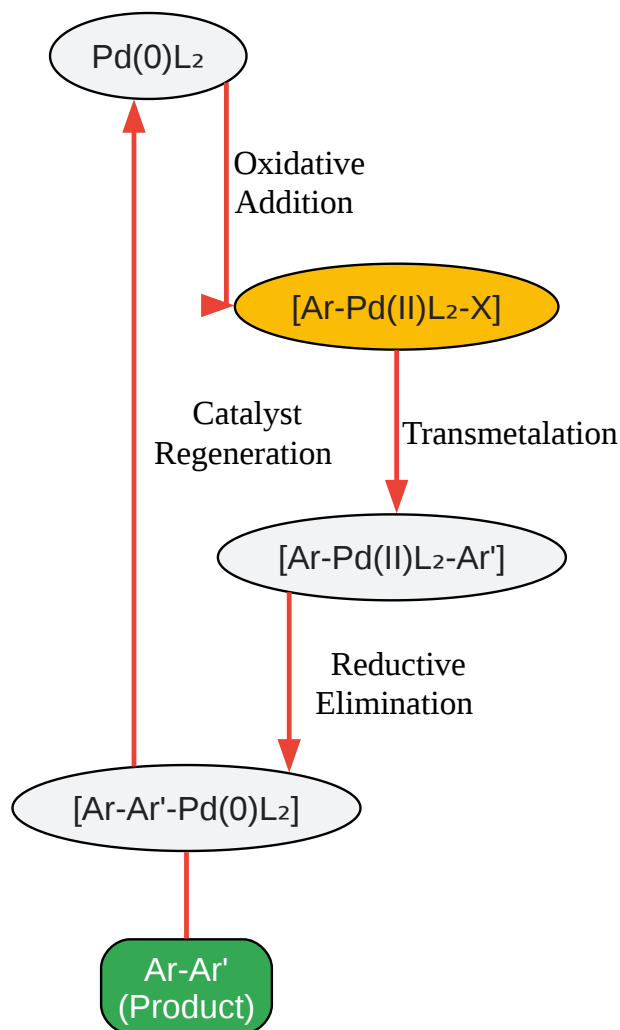 Pd(0)L₂
Oxidative
Addition
[Ar-Pd(II)L₂-X]
Catalyst
Regeneration
Transmetalation
[Ar-Pd(II)L₂-Ar']
Reductive
Elimination
[Ar-Ar'-Pd(0)L₂]
Ar-Ar'
(Product)